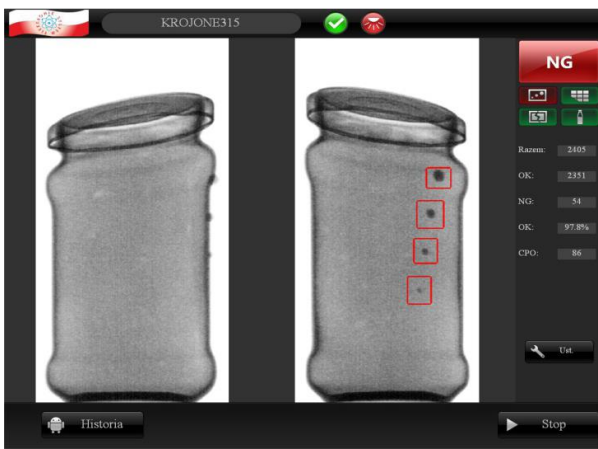 KROJONE315
NG
Razem: 2405
OK: 2351
NG: 54
OK: 97.8%
CPO: 86
Ust.
Historia
Stop